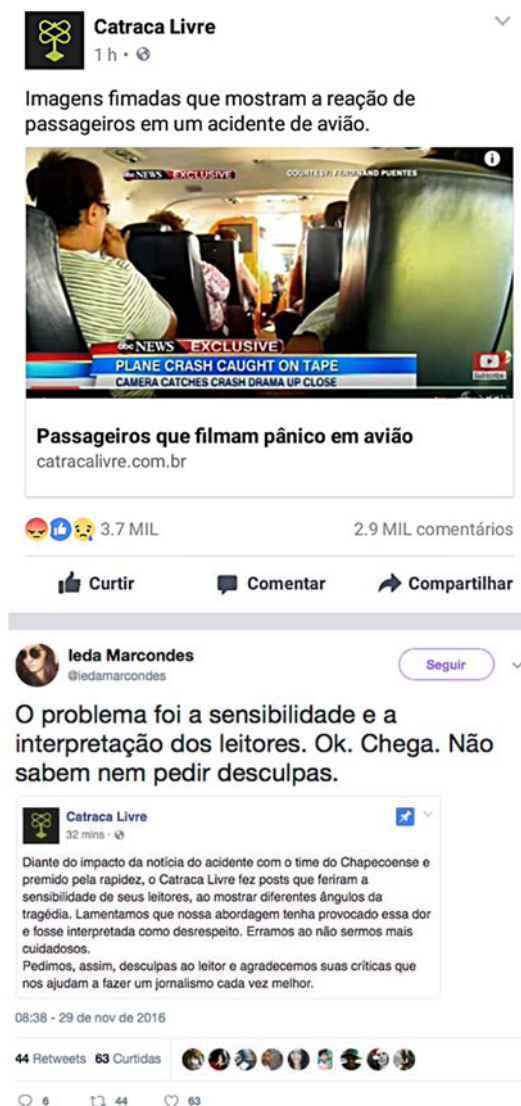 Catraca Livre
1 h ·
Imagens fimadas que mostram a reação de
passageiros em um acidente de avião.
abc NEWS EXCLUSIVE
COURTESY: FERDINAND PUENTES
abc NEWS EXCLUSIVE
PLANE CRASH CAUGHT ON TAPE
CAMERA CATCHES CRASH DRAMA UP CLOSE
Subscribe
Passageiros que filmam pânico em avião
catracalivre.com.br
3.7 MIL 2.9 MIL comentários
Curtir Comentar Compartilhar
Ieda Marcondes
@iedamarcondes
Seguir
O problema foi a sensibilidade e a
interpretação dos leitores. Ok. Chega. Não
sabem nem pedir desculpas.
Catraca Livre
32 mins ·
Diante do impacto da notícia do acidente com o time do Chapecoense e
premido pela rapidez, o Catraca Livre fez posts que feriram a
sensibilidade de seus leitores, ao mostrar diferentes ângulos da
tragédia. Lamentamos que nossa abordagem tenha provocado essa dor
e fosse interpretada como desrespeito. Erramos ao não sermos mais
cuidadosos.
Pedimos, assim, desculpas ao leitor e agradecemos suas críticas que
nos ajudam a fazer um jornalismo cada vez melhor.
08:38 - 29 de nov de 2016
44 Retweets 63 Curtidas
6 44 63